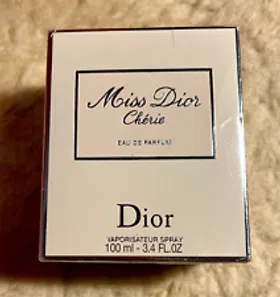 Miss Dior
Chérie
EAU DE PARFUM
Dior
VAPORISATEUR SPRAY
100 ml - 3.4 FL.OZ